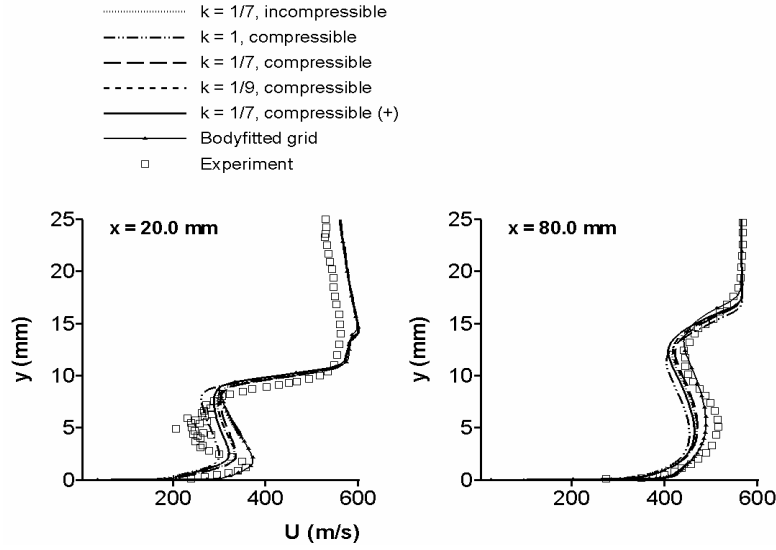 k = 1/7, incompressible
k = 1, compressible
k = 1/7, compressible
k = 1/9, compressible
k = 1/7, compressible (+)
Bodyfitted grid
Experiment
x = 20.0 mm
25
20
15
10
5
0
y (mm)
200
400
600
U (m/s)
x = 80.0 mm
25
20
15
10
5
0
y (mm)
200
400
600